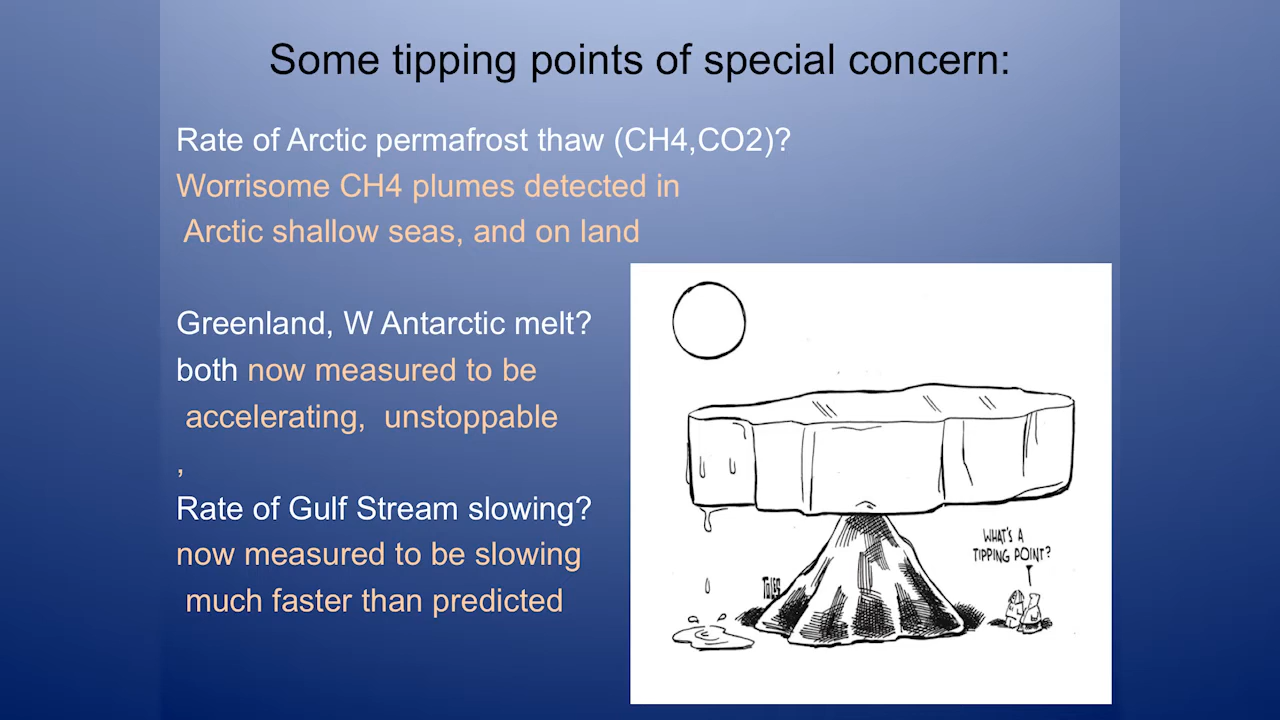 Some tipping points of special concern:
Rate of Arctic permafrost thaw (CH4,CO2)?
Worrisome CH4 plumes detected in
Arctic shallow seas, and on land
Greenland, W Antarctic melt?
both now measured to be
accelerating, unstoppable
,
Rate of Gulf Stream slowing?
now measured to be slowing
much faster than predicted
WHAT'S A
TIPPING POINT?
TOLES